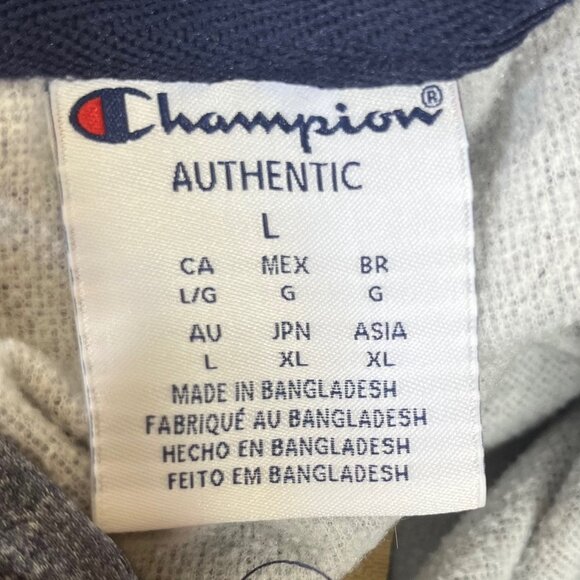 Champion®
AUTHENTIC
L
CA MEX BR
L/G G G
AU JPN ASIA
L XL XL
MADE IN BANGLADESH
FABRIQUÉ AU BANGLADESH
HECHO EN BANGLADESH
FEITO EM BANGLADESH